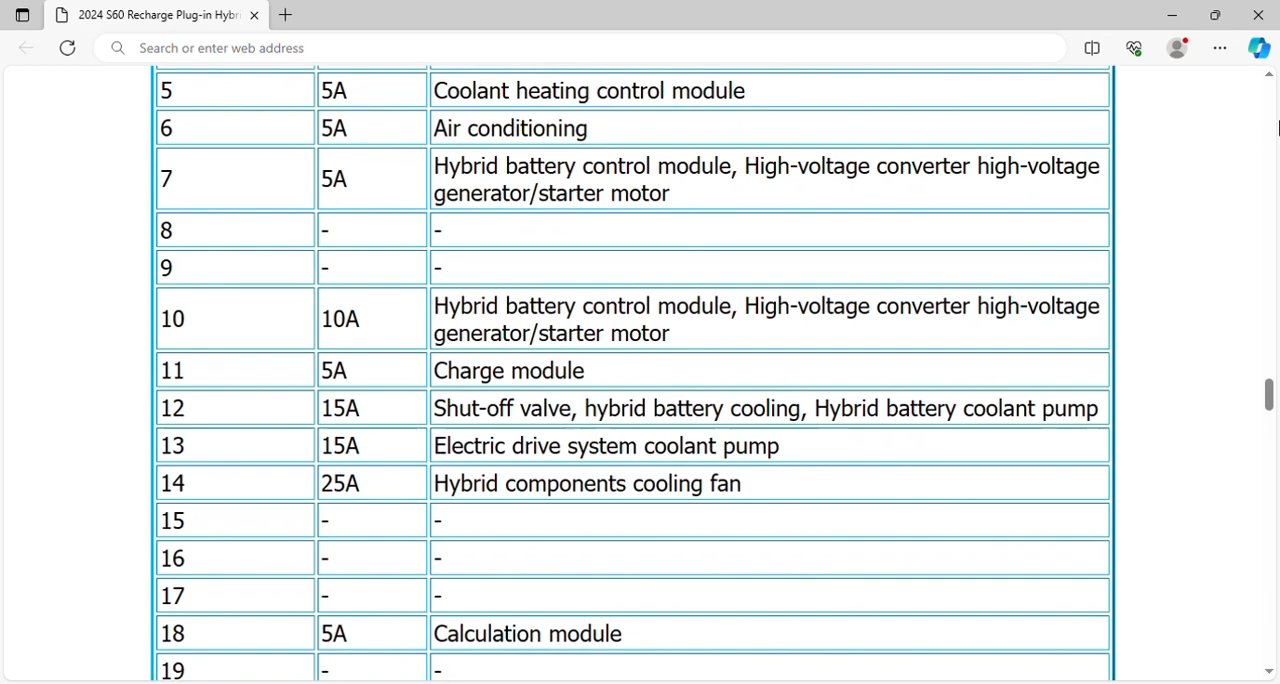 2024 S60 Recharge Plug-in Hybri
Search or enter web address
5 5A Coolant heating control module
6 5A Air conditioning
7 5A Hybrid battery control module, High-voltage converter high-voltage
generator/starter motor
8 - -
9 - -
10 10A Hybrid battery control module, High-voltage converter high-voltage
generator/starter motor
11 5A Charge module
12 15A Shut-off valve, hybrid battery cooling, Hybrid battery coolant pump
13 15A Electric drive system coolant pump
14 25A Hybrid components cooling fan
15 - -
16 - -
17 - -
18 5A Calculation module
19 - -